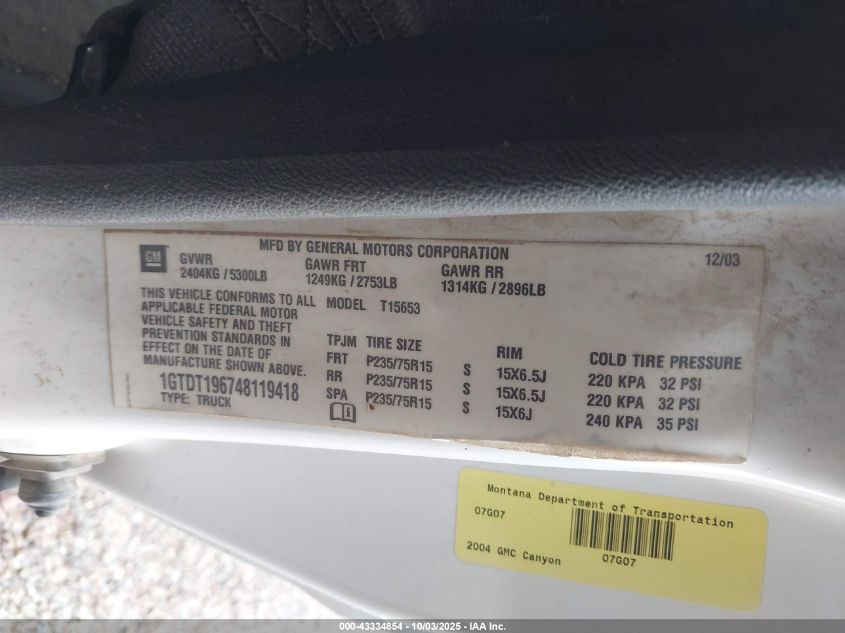 GM
MFD BY GENERAL MOTORS CORPORATION
12/03
GVWR
2404KG / 5300LB
GAWR FRT
1249KG / 2753LB
GAWR RR
1314KG / 2896LB
THIS VEHICLE CONFORMS TO ALL
APPLICABLE FEDERAL MOTOR
VEHICLE SAFETY AND THEFT
PREVENTION STANDARDS IN
EFFECT ON THE DATE OF
MANUFACTURE SHOWN ABOVE.
1GTDT196748119418
TYPE: TRUCK
MODEL T15653
TPJM TIRE SIZE RIM COLD TIRE PRESSURE
FRT P235/75R15 S 15X6.5J 220 KPA 32 PSI
RR P235/75R15 S 15X6.5J 220 KPA 32 PSI
SPA P235/75R15 S 15X6J 240 KPA 35 PSI
Montana Department of Transportation
07G07
2004 GMC Canyon
07G07
000-43334854 - 10/03/2025 - IAA Inc.